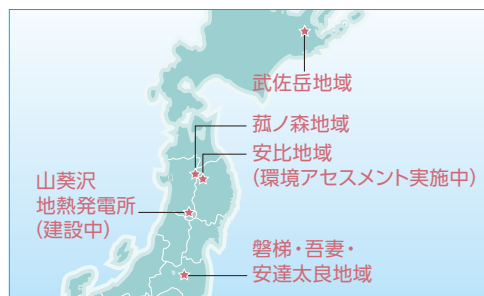 武佐岳地域
菰ノ森地域
安比地域
(環境アセスメント実施中)
山葵沢
地熱発電所
(建設中)
磐梯・吾妻・
安達太良地域